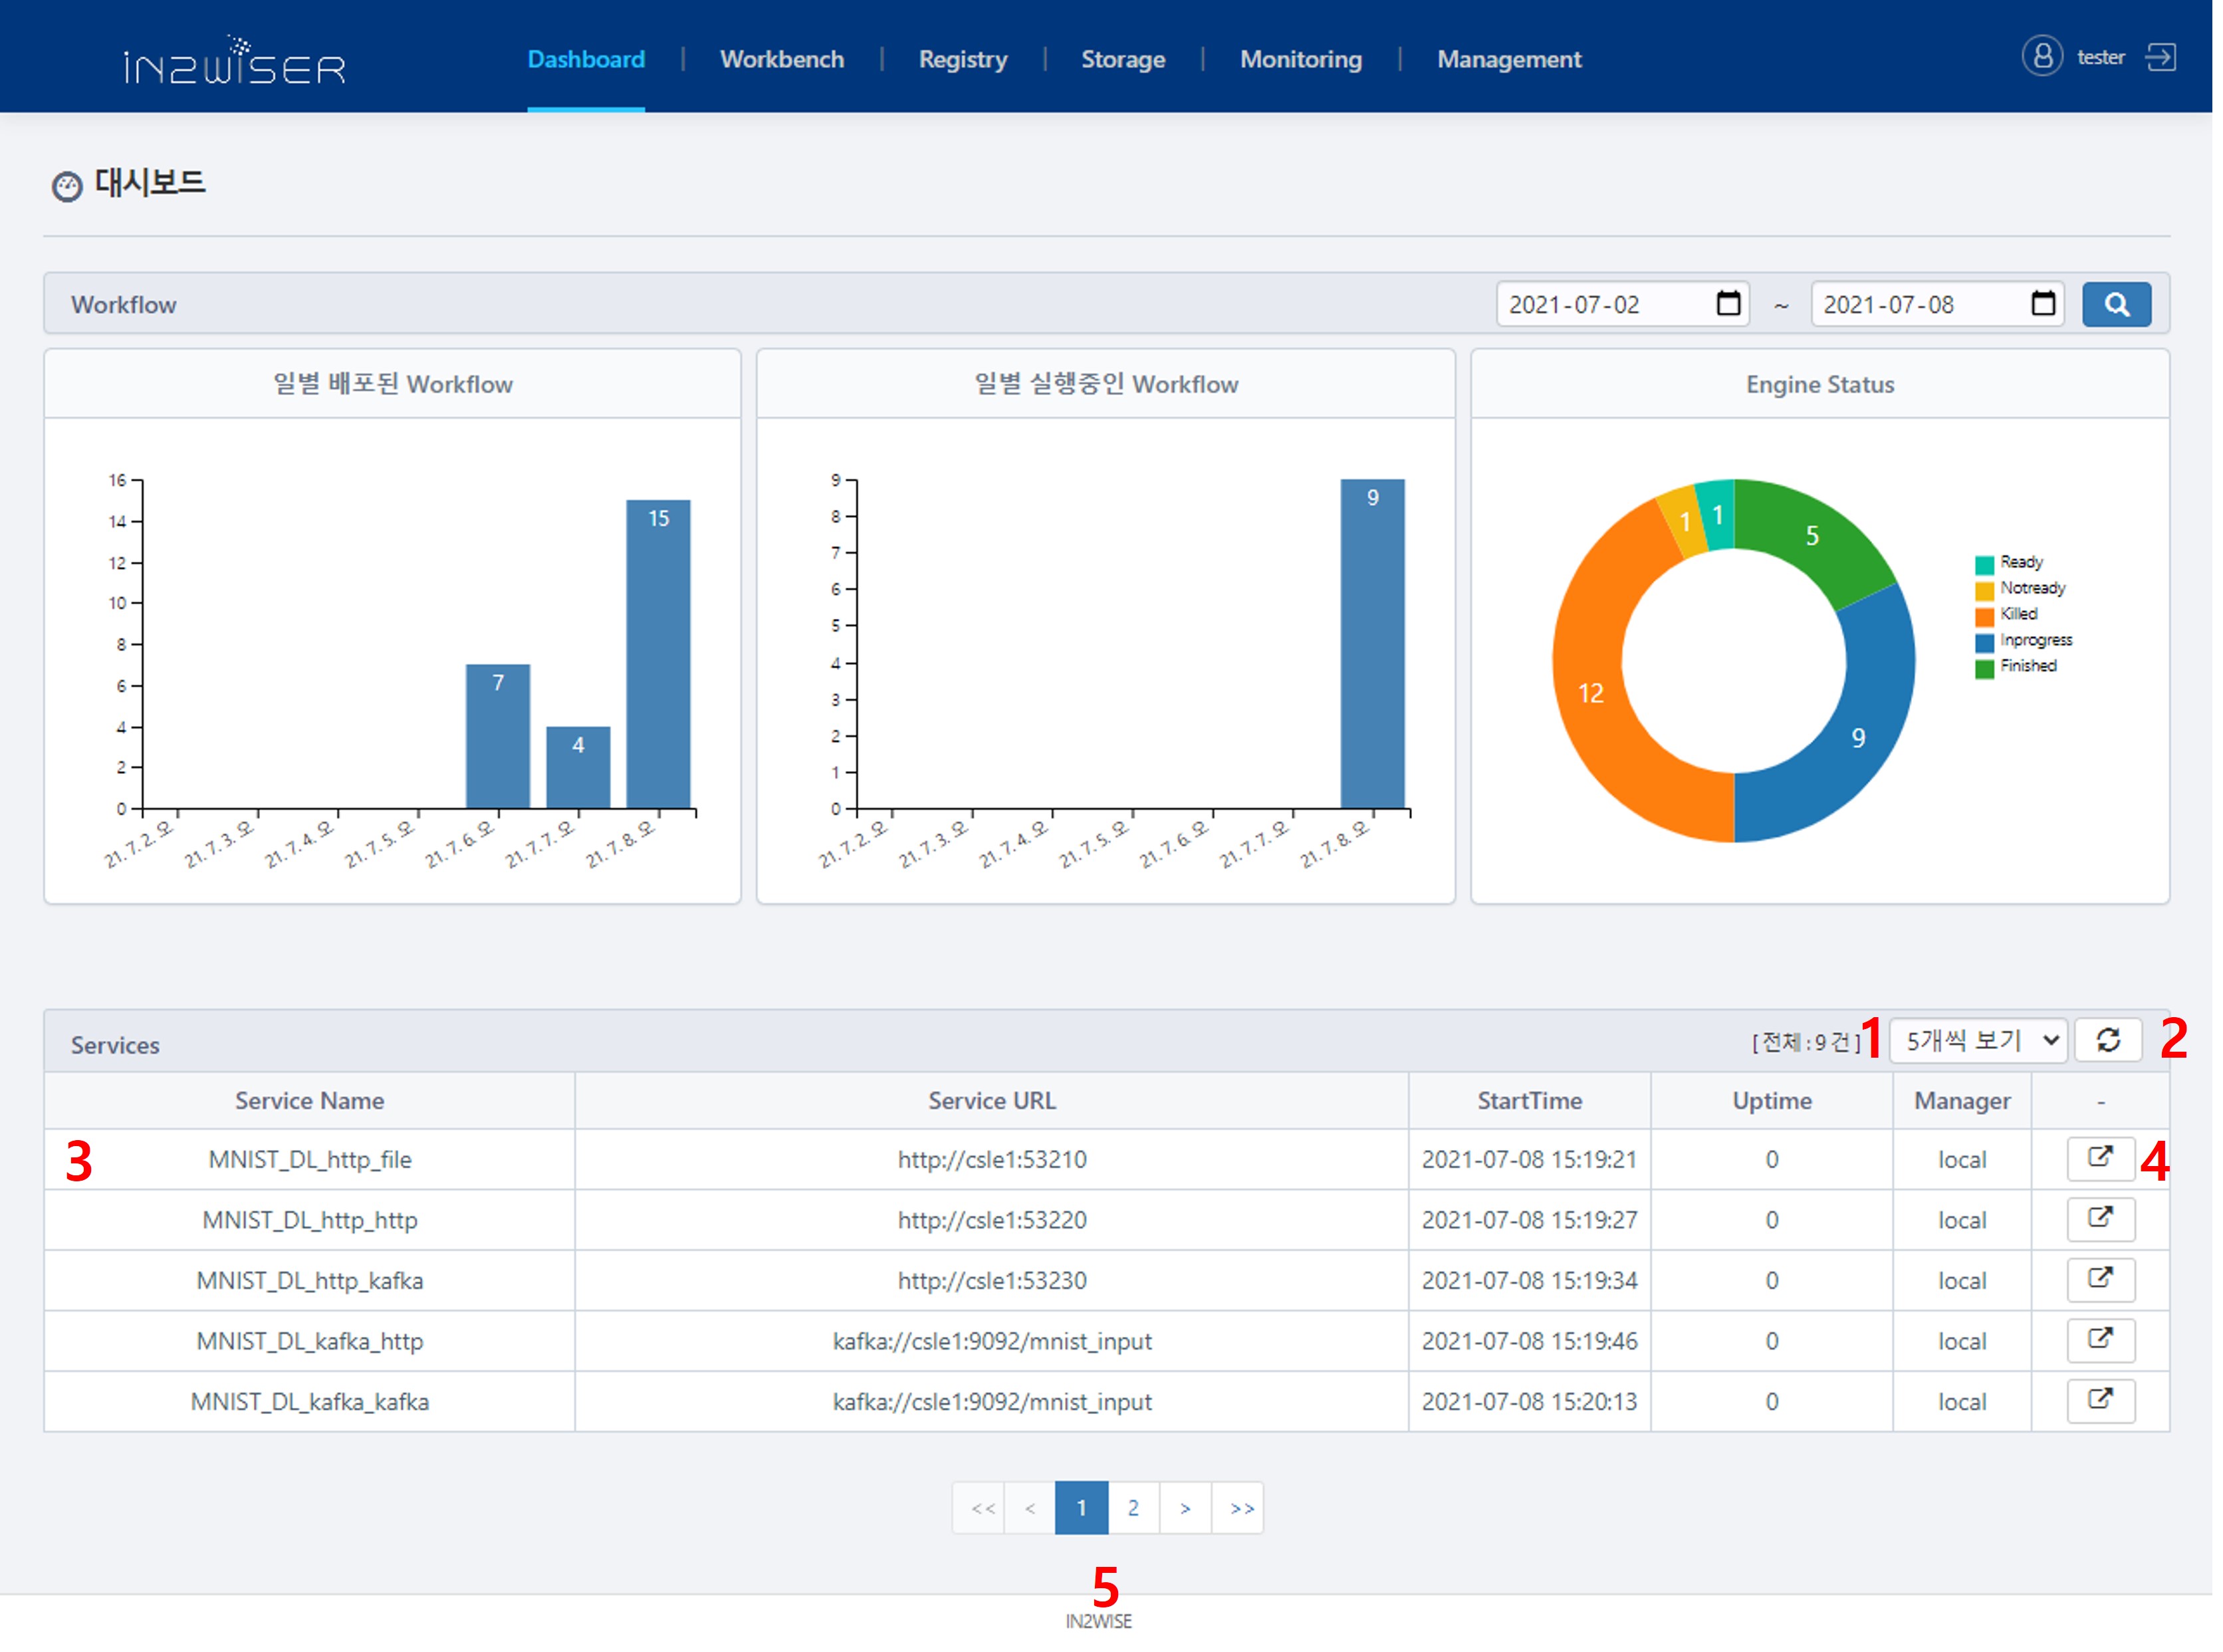 iN2WiSER
Dashboard | Workbench | Registry | Storage | Monitoring | Management
tester
대시보드
Workflow
2021-07-02 ~ 2021-07-08
일별 배포된 Workflow
16
14
12
10
8
6
4
2
0
7
4
15
21. 7. 2. 오
21. 7. 3. 오
21. 7. 4. 오
21. 7. 5. 오
21. 7. 6. 오
21. 7. 7. 오
21. 7. 8. 오
일별 실행중인 Workflow
9
8
7
6
5
4
3
2
1
0
9
21. 7. 2. 오
21. 7. 3. 오
21. 7. 4. 오
21. 7. 5. 오
21. 7. 6. 오
21. 7. 7. 오
21. 7. 8. 오
Engine Status
1
1
5
12
9
Ready
Notready
Killed
Inprogress
Finished
Services
[ 전체 : 9 건 ] 1 5개씩 보기 2
Service Name Service URL StartTime Uptime Manager -
3 MNIST_DL_http_file http://csle1:53210 2021-07-08 15:19:21 0 local 4
MNIST_DL_http_http http://csle1:53220 2021-07-08 15:19:27 0 local
MNIST_DL_http_kafka http://csle1:53230 2021-07-08 15:19:34 0 local
MNIST_DL_kafka_http kafka://csle1:9092/mnist_input 2021-07-08 15:19:46 0 local
MNIST_DL_kafka_kafka kafka://csle1:9092/mnist_input 2021-07-08 15:20:13 0 local
<< < 1 2 > >>
5
IN2WISE